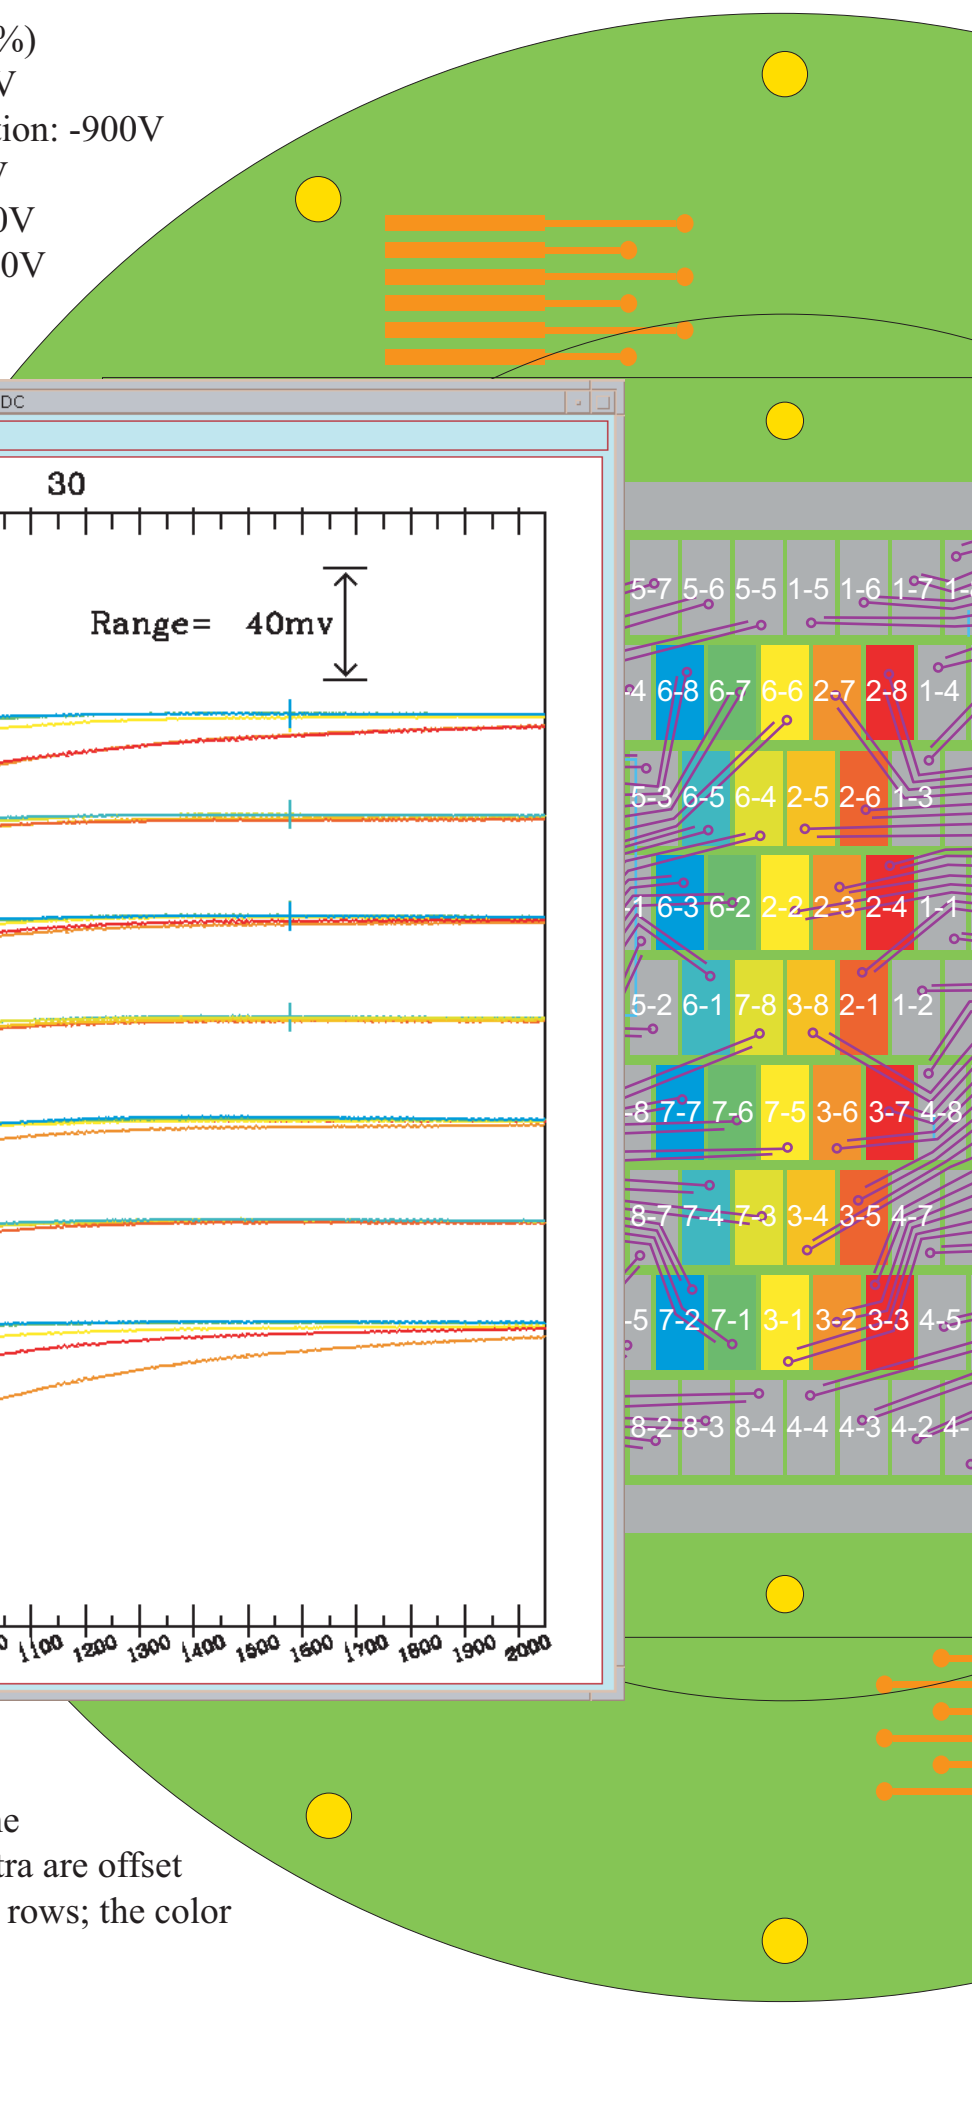 %)
V
tion: -900V
V
0V
0V
DC
30
Range= 40mv
1100 1200 1300 1400 1500 1600 1700 1800 1900 2000
5-7 5-6 5-5 1-5 1-6 1-7
-4 6-8 6-7 6-6 2-7 2-8 1-4
5-3 6-5 6-4 2-5 2-6 1-3
-1 6-3 6-2 2-2 2-3 2-4 1-1
5-2 6-1 7-8 3-8 2-1 1-2
-8 7-7 7-6 7-5 3-6 3-7 4-8
8-7 7-4 7-3 3-4 3-5 4-7
-5 7-2 7-1 3-1 3-2 3-3 4-5
8-2 8-3 8-4 4-4 4-3 4-2 4-
ne
tra are offset
rows; the color